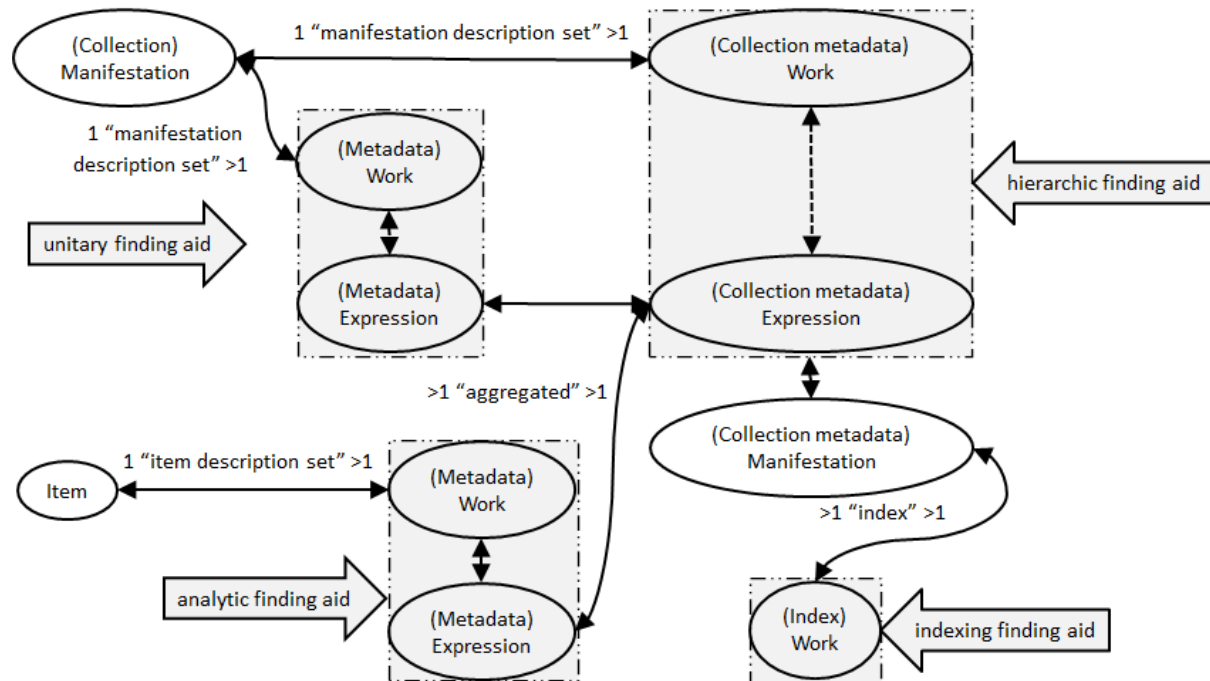 1 “manifestation description set” >1
(Collection)
Manifestation
(Collection metadata)
Work
1 “manifestation
description set” >1
(Metadata)
Work
hierarchic finding aid
unitary finding aid
(Metadata)
Expression
(Collection metadata)
Expression
>1 “aggregated” >1
(Collection metadata)
Manifestation
1 “item description set” >1
Item
(Metadata)
Work
>1 “index” >1
analytic finding aid
(Metadata)
Expression
(Index)
Work
indexing finding aid